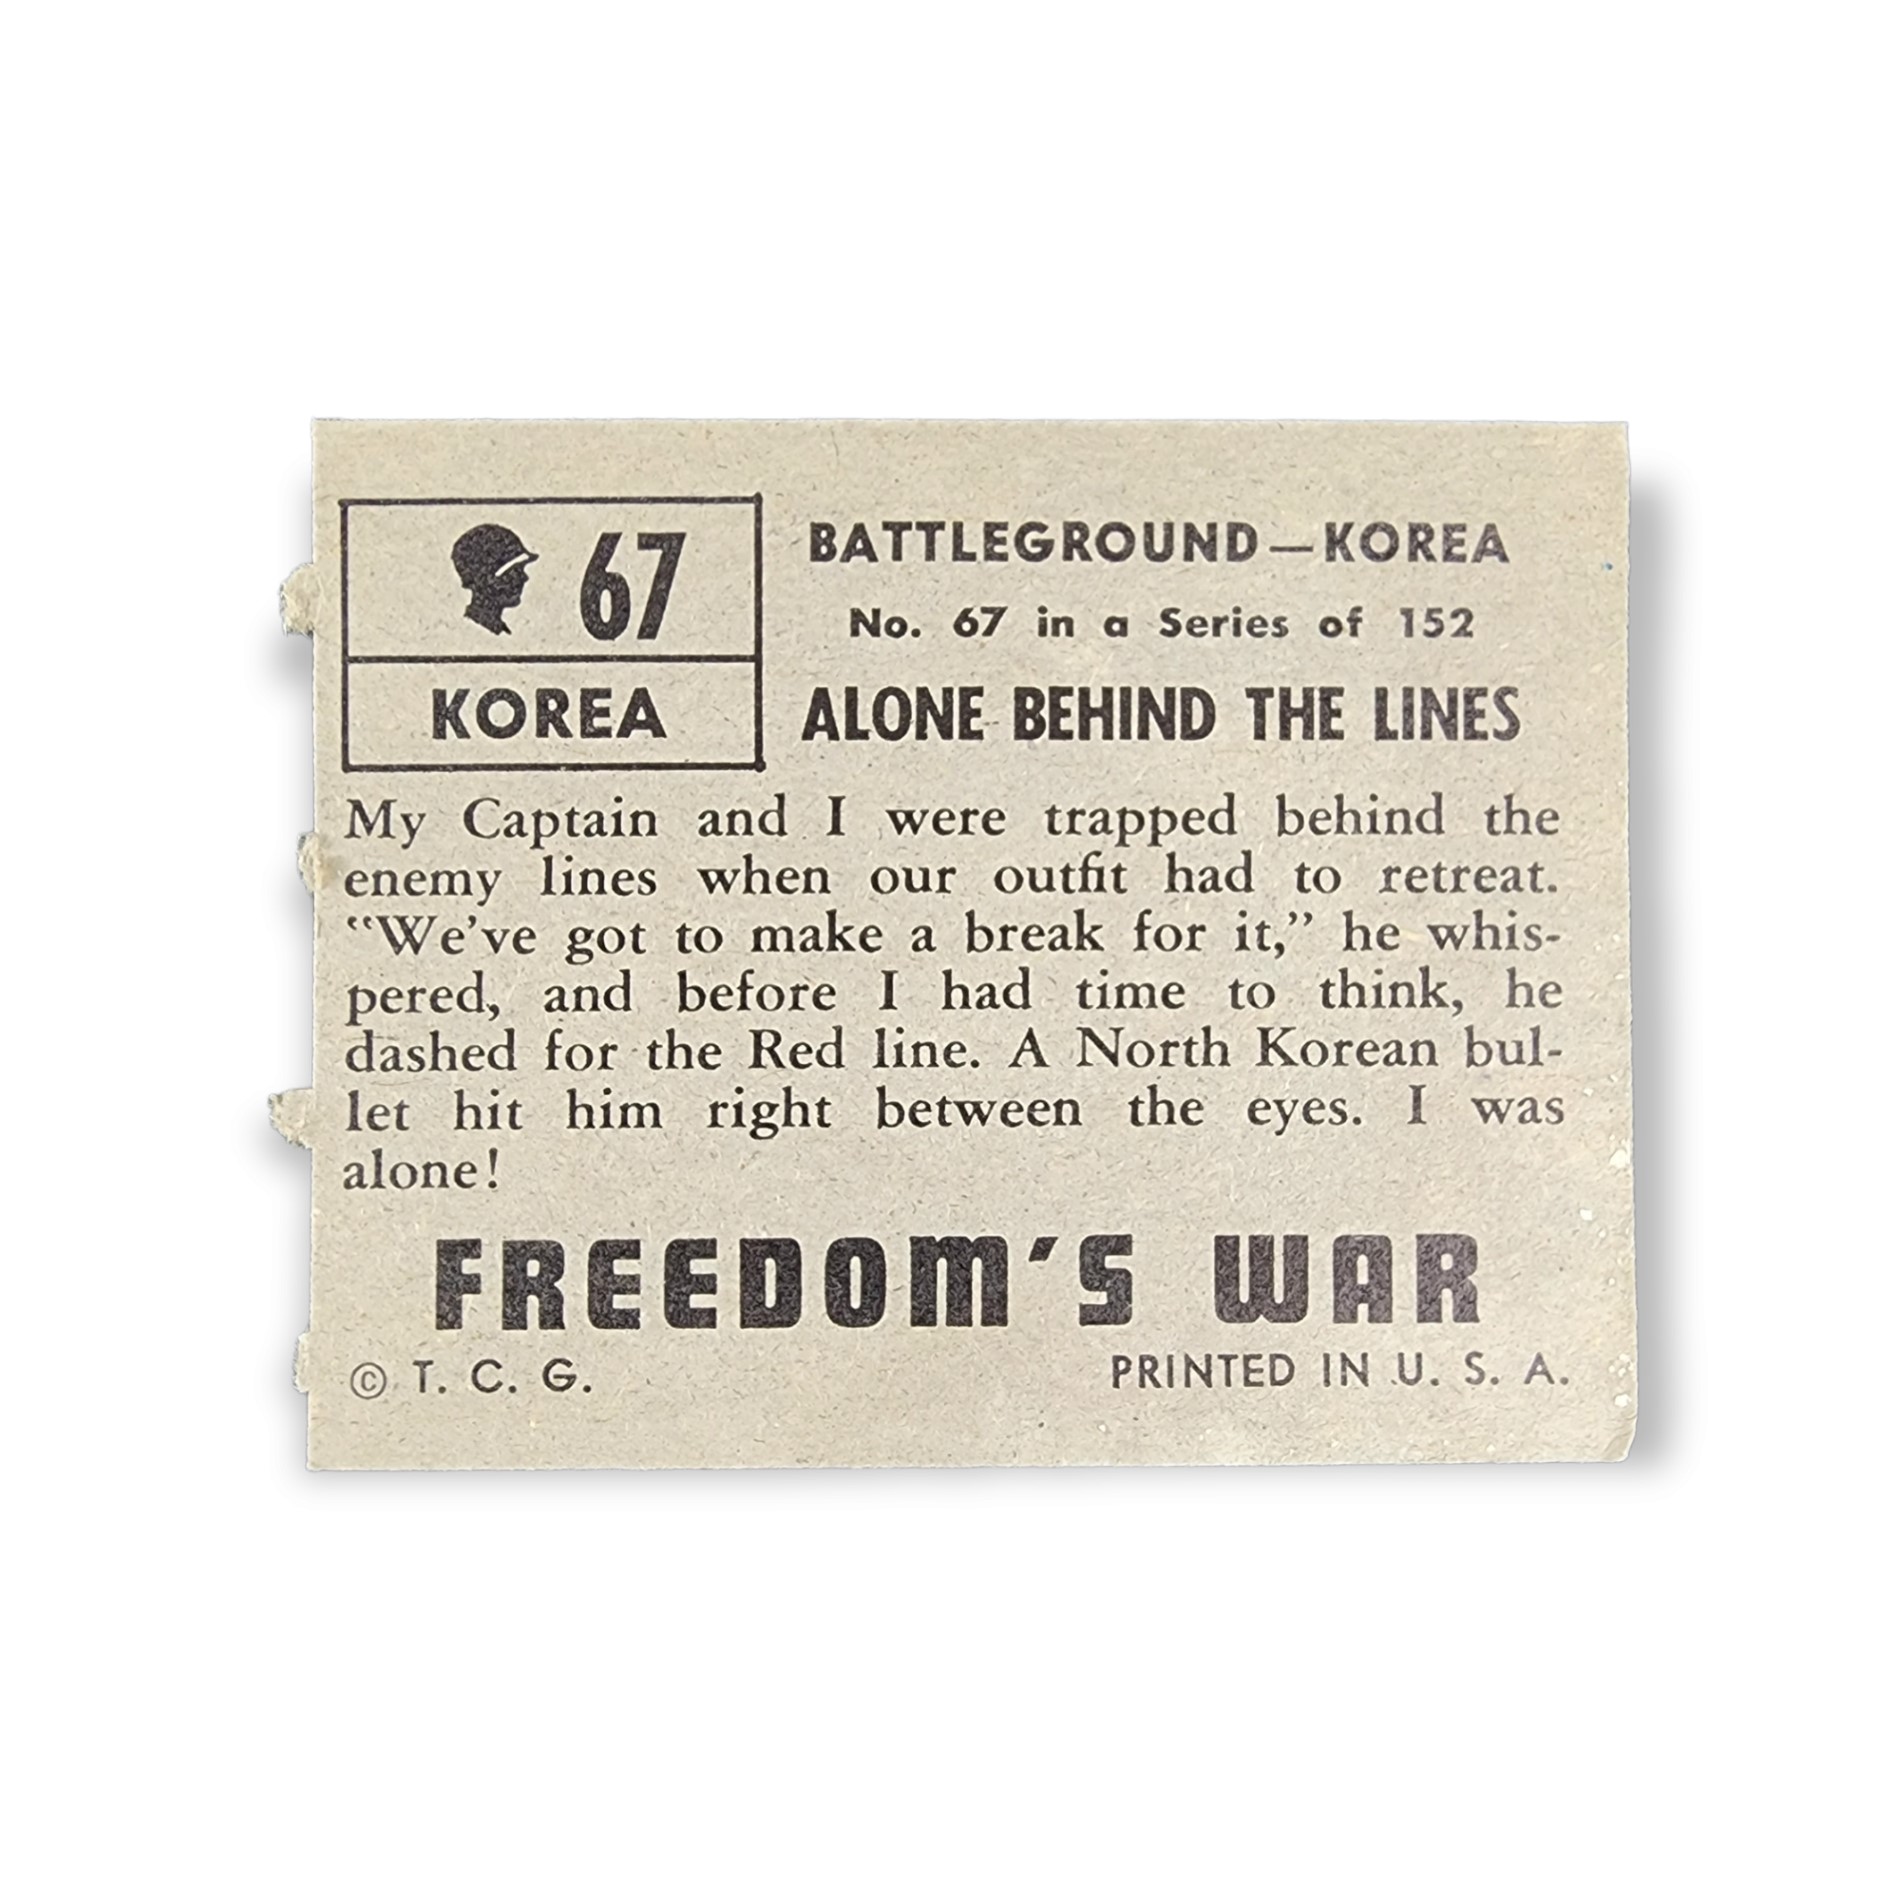 67
KOREA
BATTLEGROUND—KOREA
No. 67 in a Series of 152
ALONE BEHIND THE LINES
My Captain and I were trapped behind the
enemy lines when our outfit had to retreat.
“We’ve got to make a break for it,” he whis-
pered, and before I had time to think, he
dashed for the Red line. A North Korean bul-
let hit him right between the eyes. I was
alone!
FREEDOM’S WAR
© T. C. G.
PRINTED IN U. S. A.